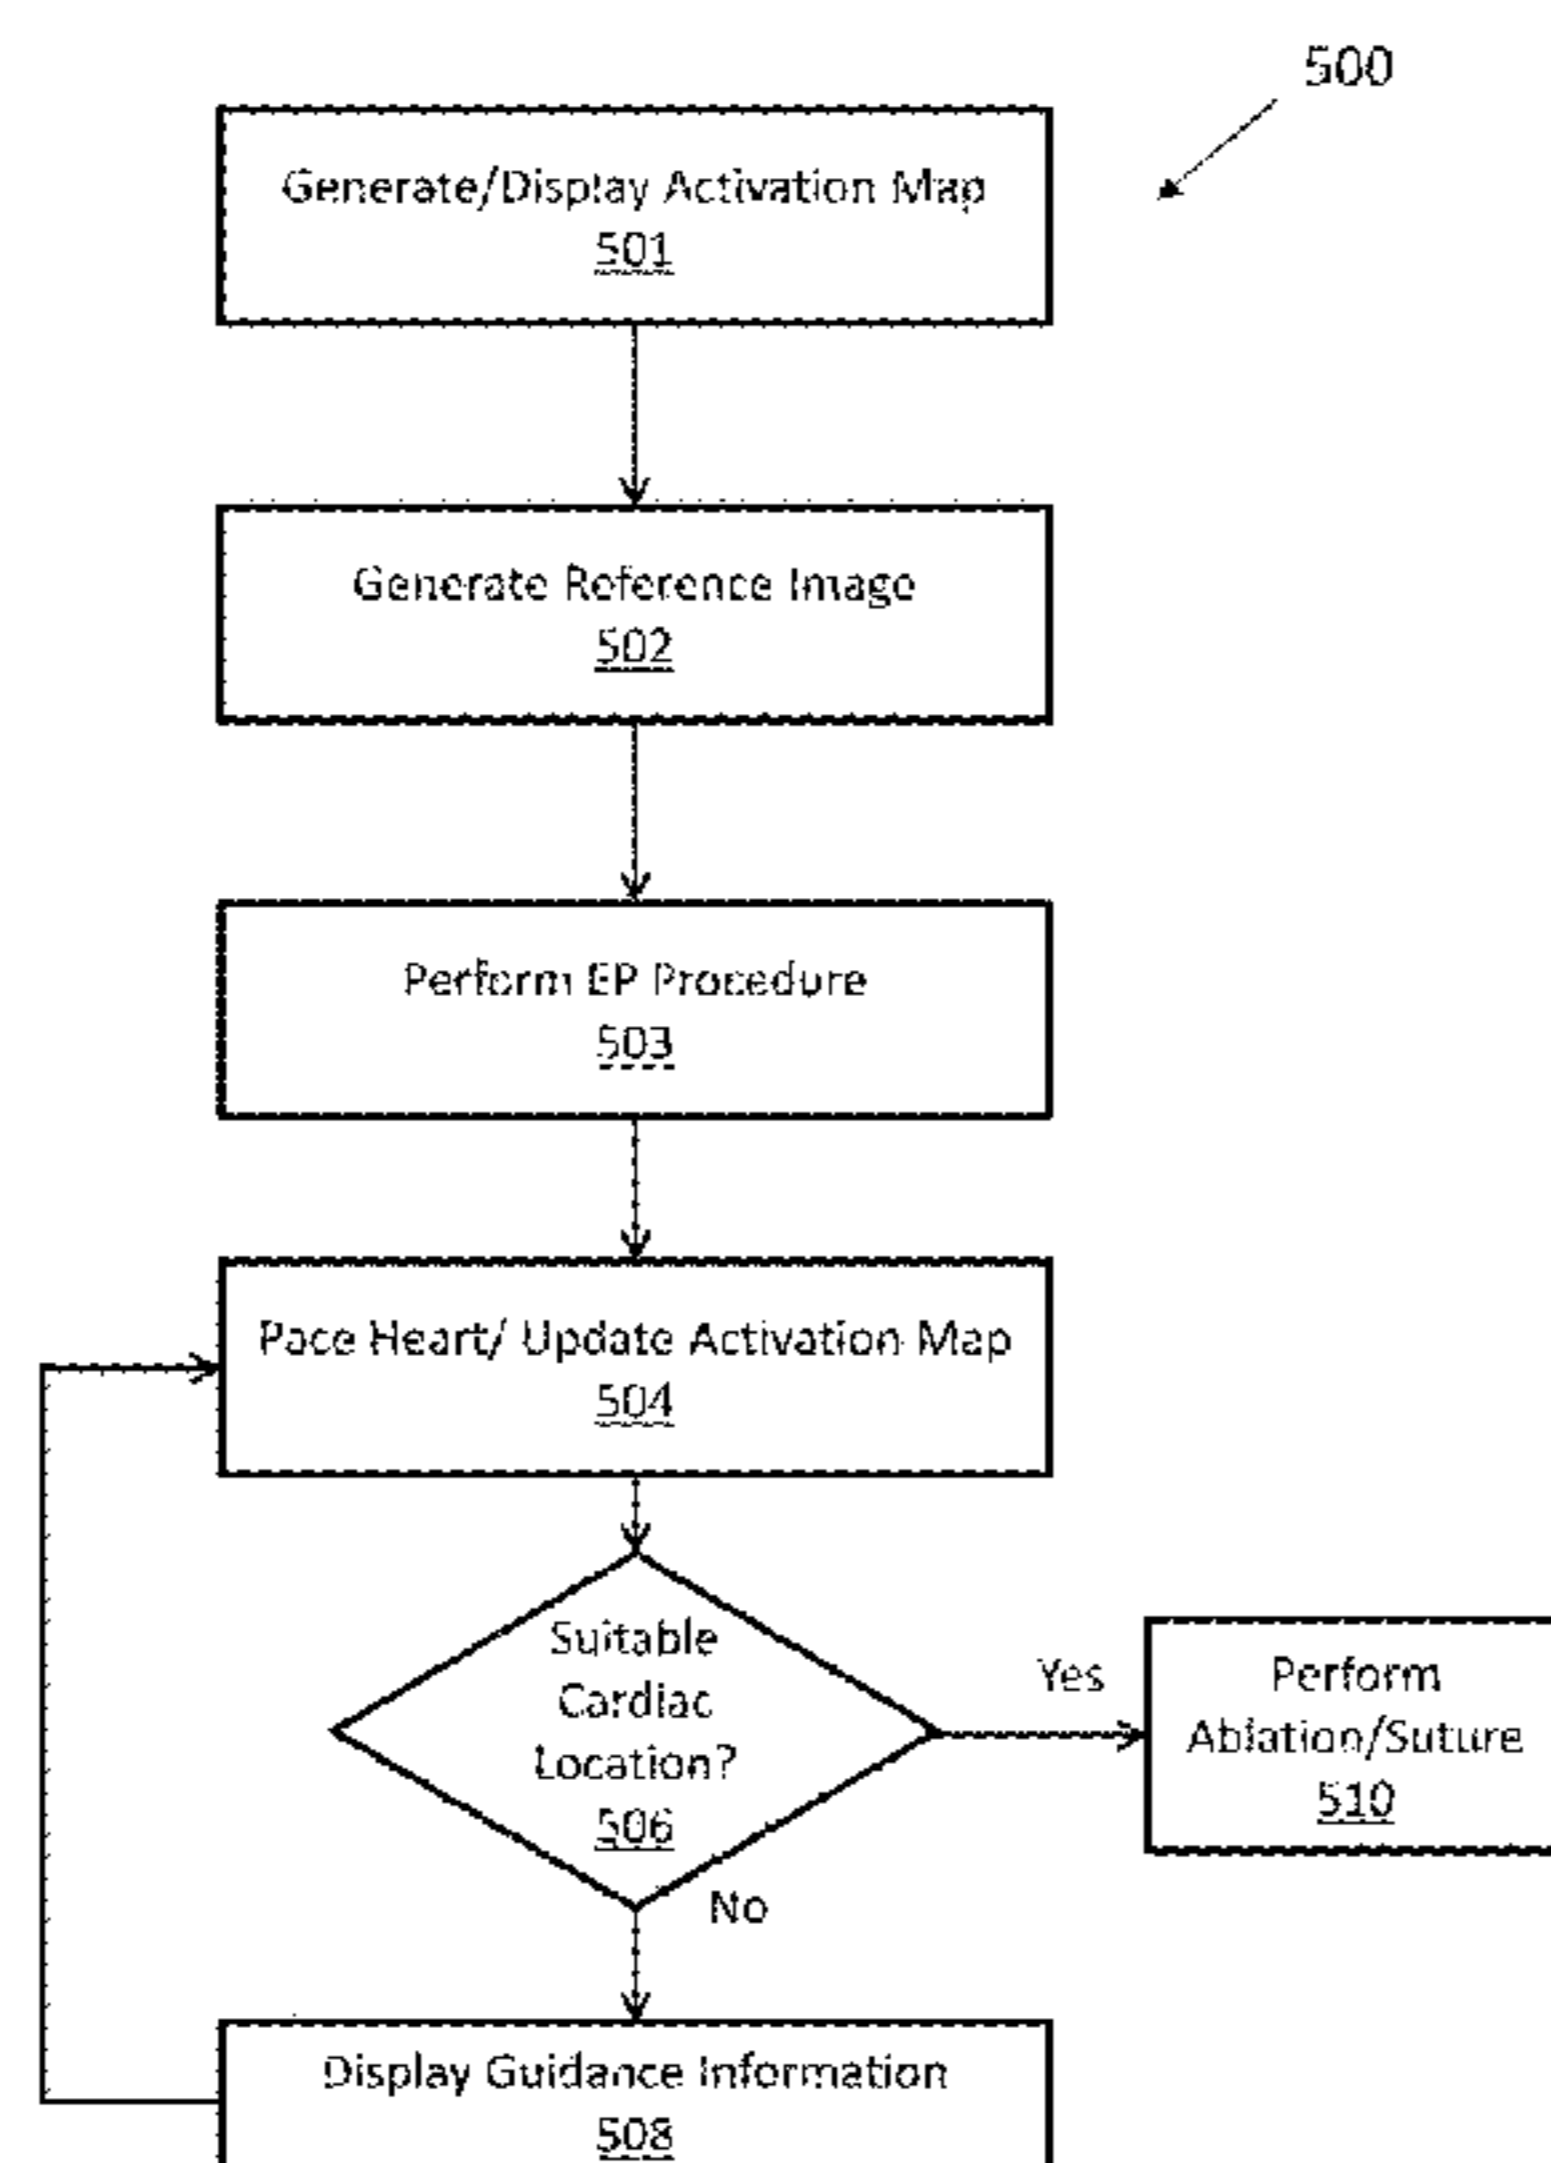 500
Generate/Display Activation Map
501
Generate Reference Image
502
Perform EP Procedure
503
Pace Heart/ Update Activation Map
504
Suitable
Cardiac
Location?
506
Yes
Perform
Ablation/Suture
510
No
Display Guidance Information
508